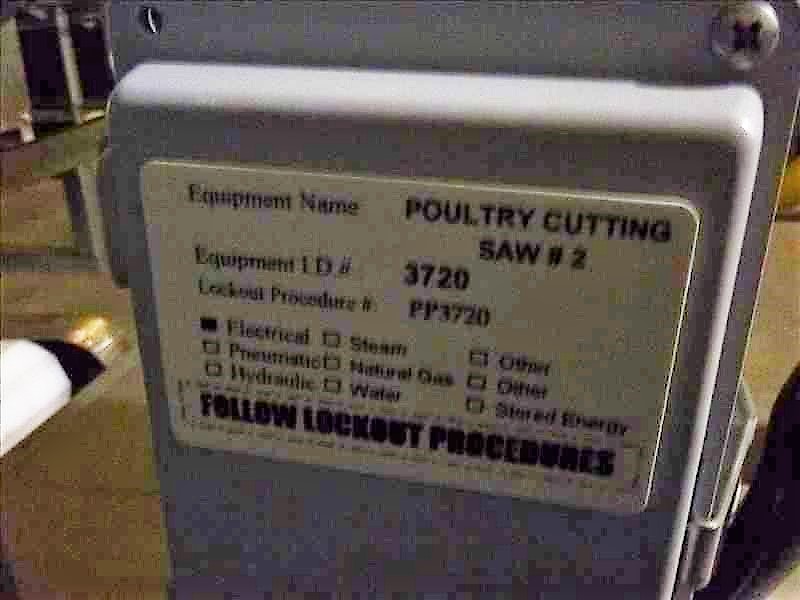 Equipment Name POULTRY CUTTING
SAW # 2
Equipment I D # 3720
Lockout Procedure #: PP3720
Electrical Steam Other
Pneumatic Natural Gas Other
Hydraulic Water Stored Energy
FOLLOW LOCKOUT PROCEDURES